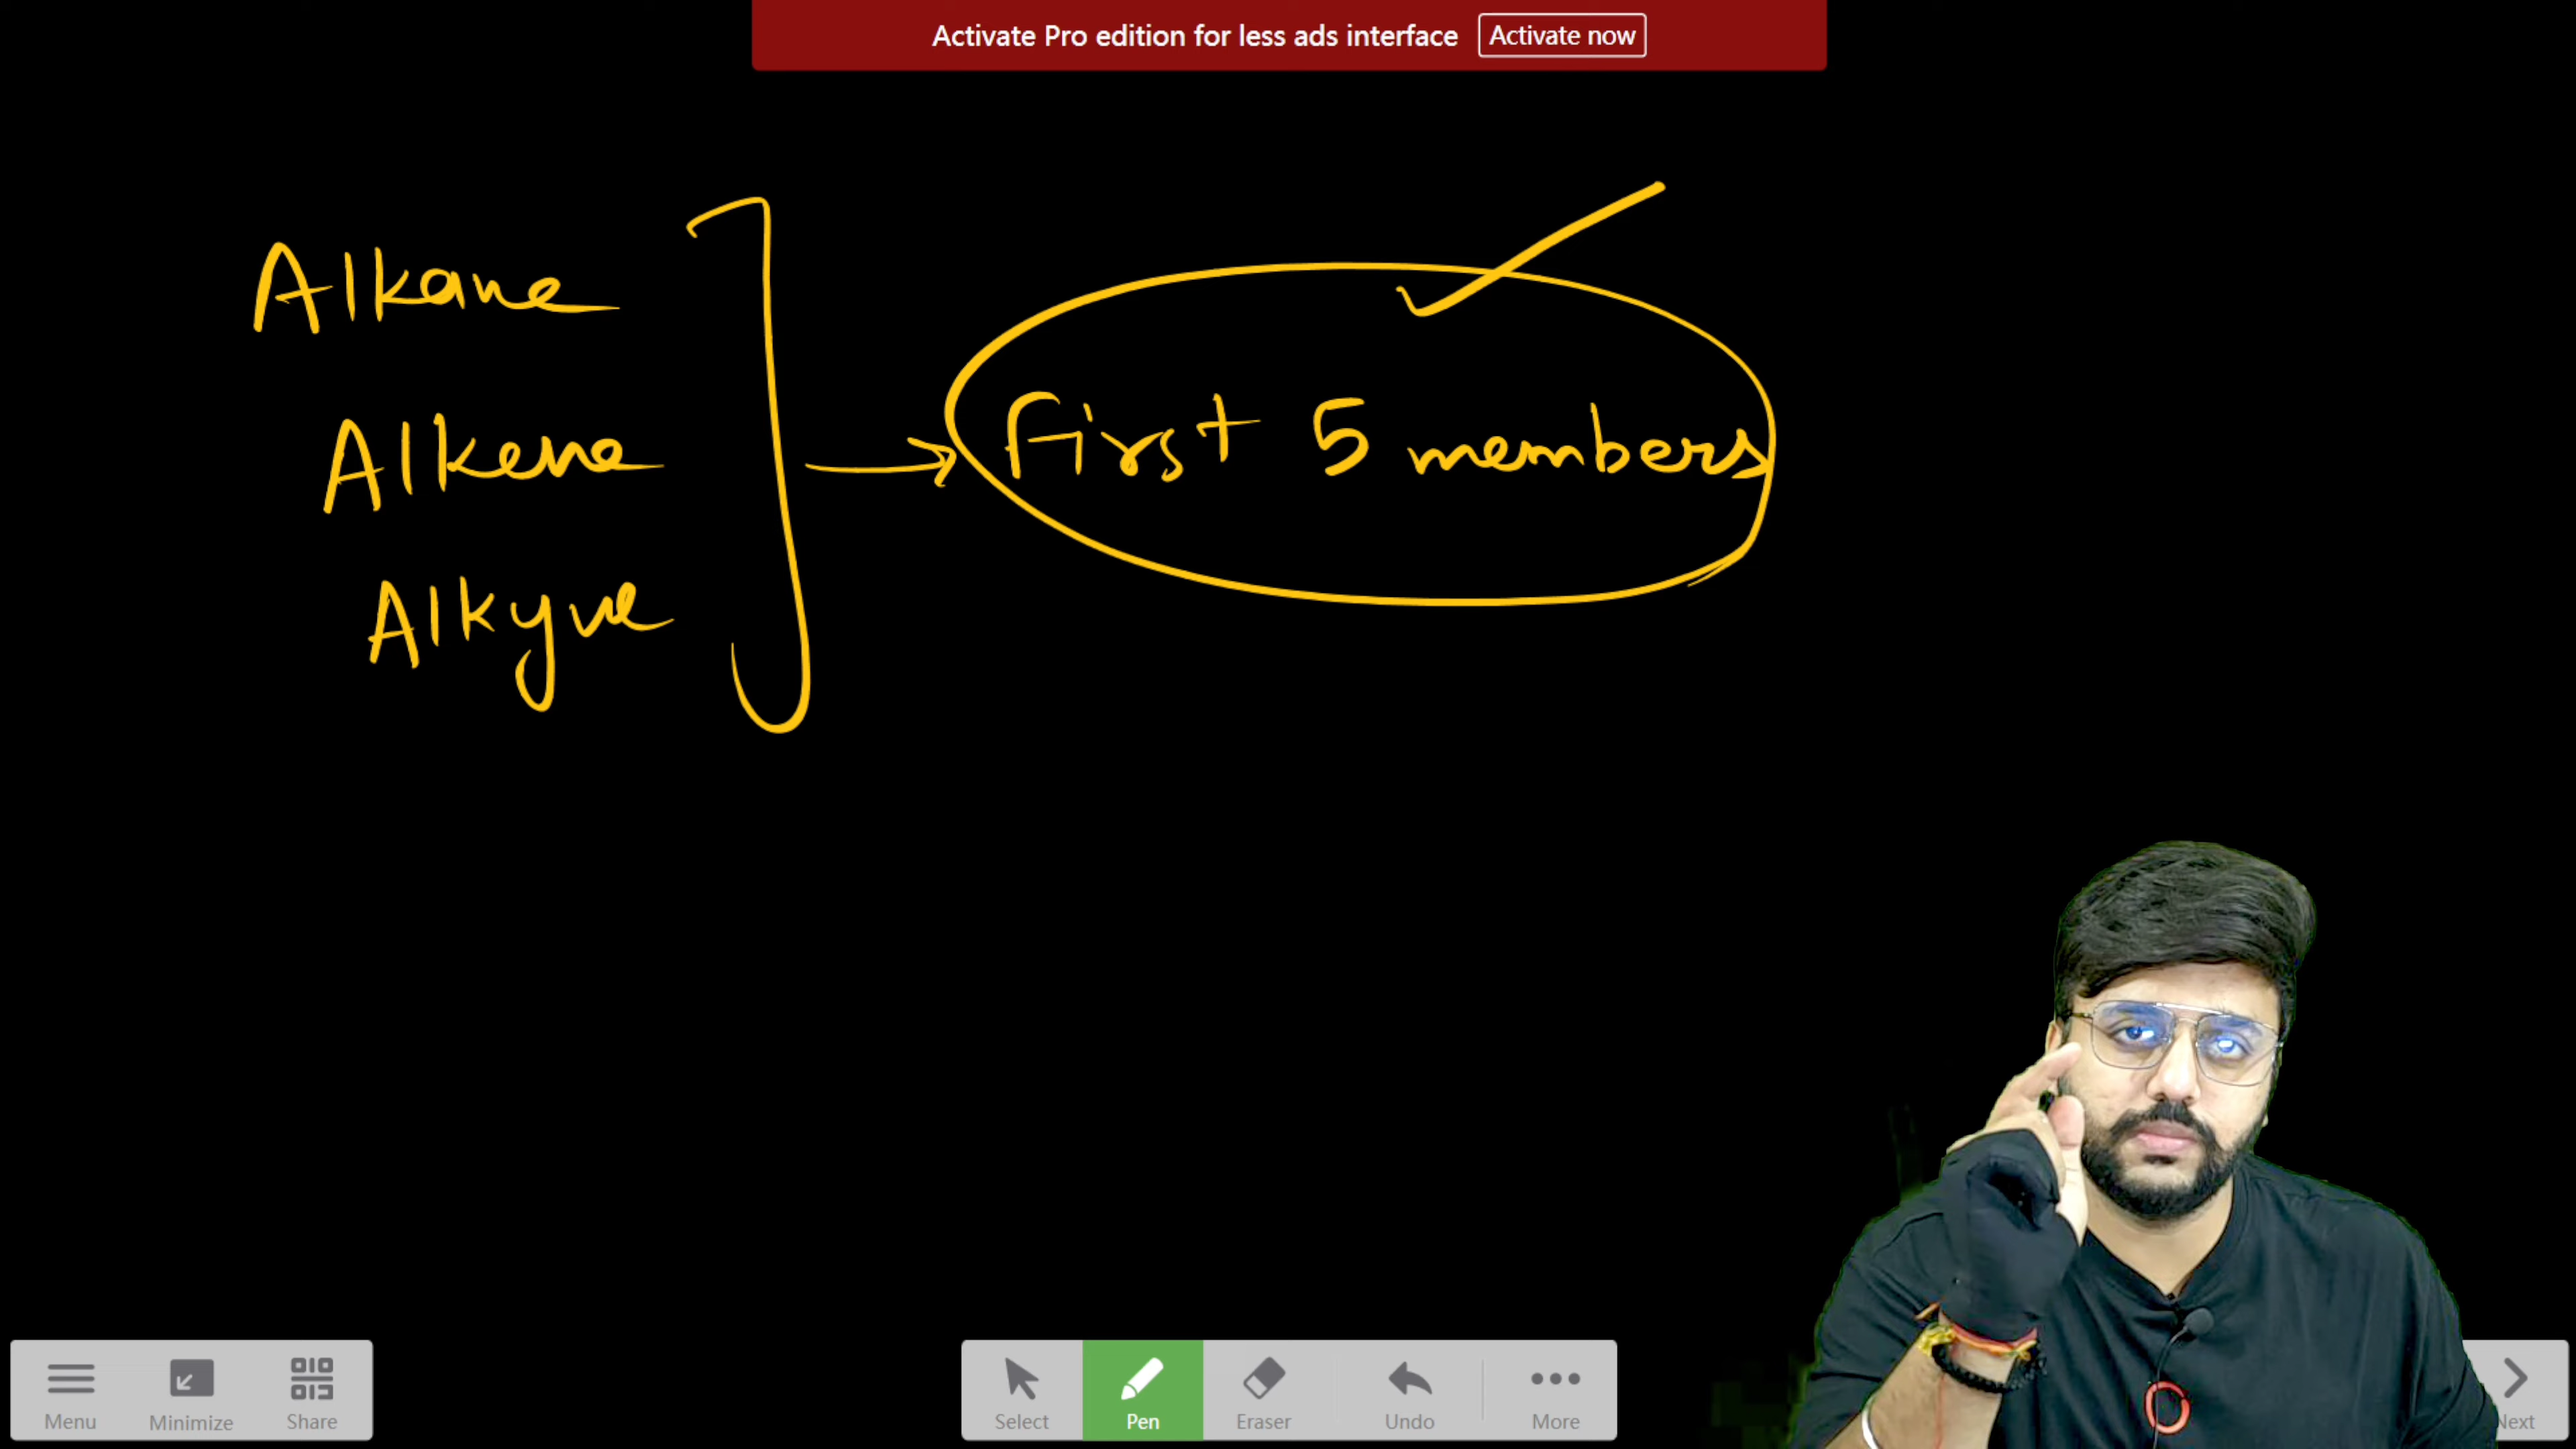 Activate Pro edition for less ads interface Activate now
Alkane
Alkene
First 5 members
Alkyne
Menu Minimize Share Select Pen Eraser Undo More Next